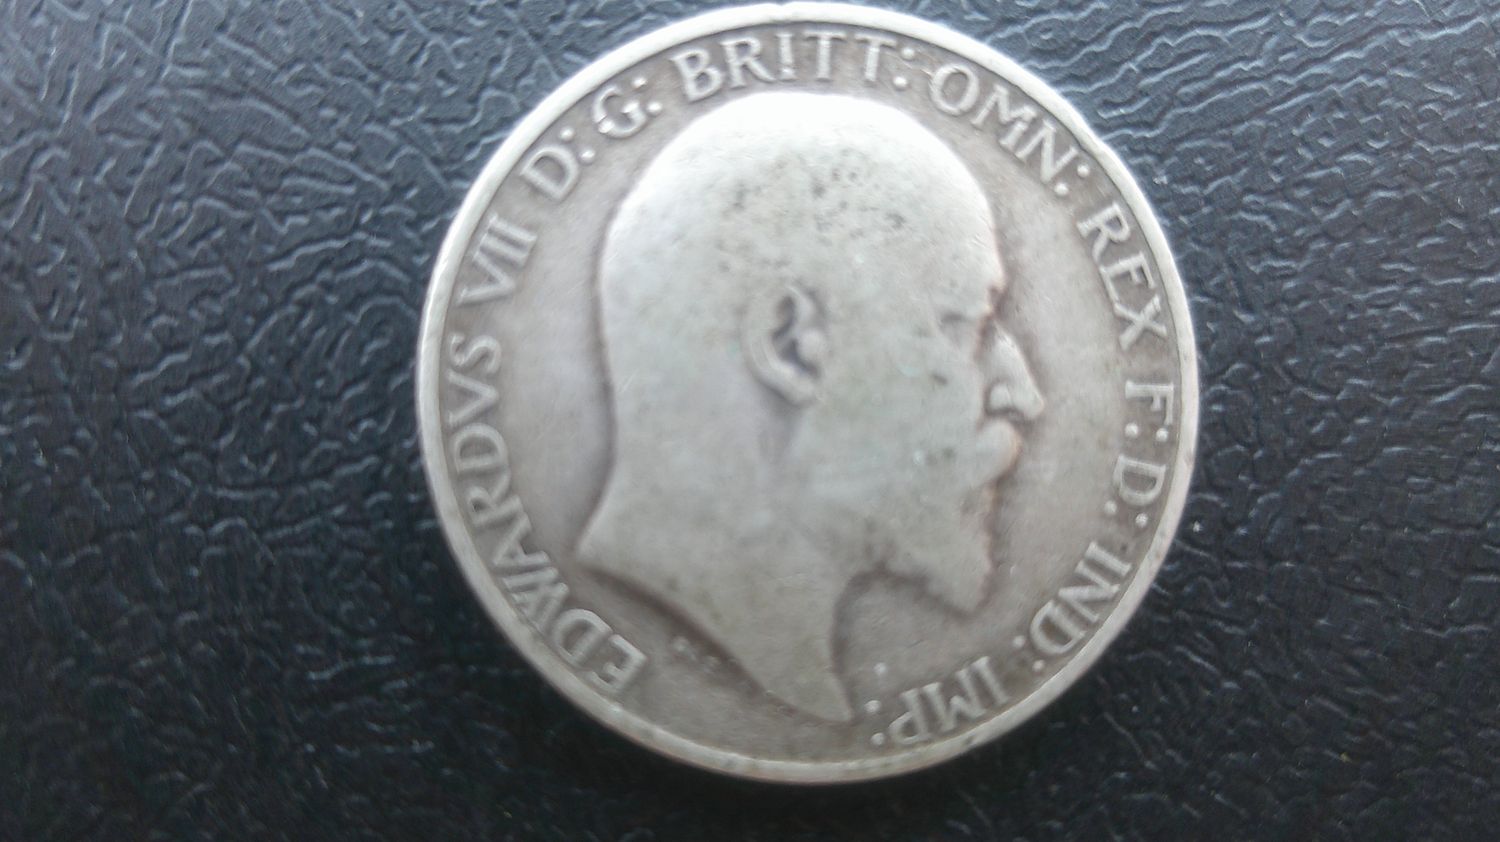 EDWARDVS VII D: G: BRITT: OMN: REX F: D: IND: IMP: